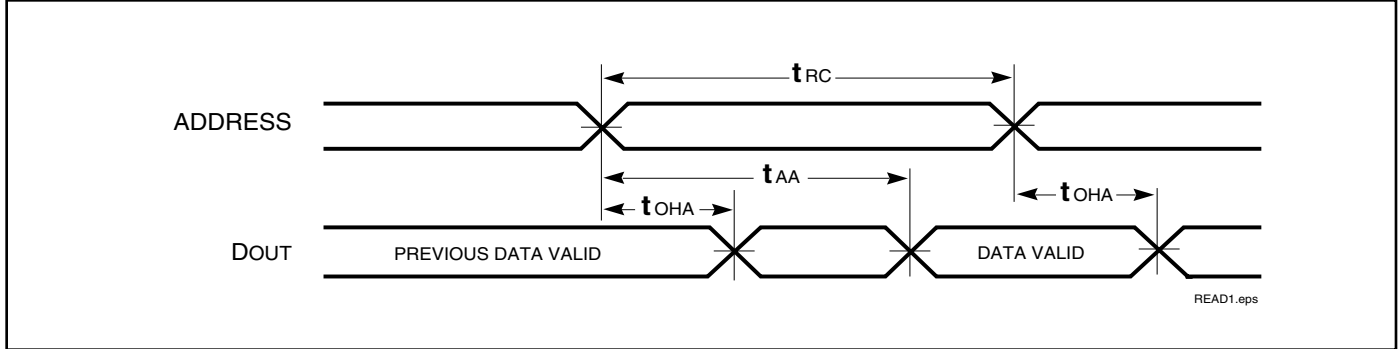 tRC
ADDRESS
tAA
tOHA
tOHA
DOUT
PREVIOUS DATA VALID
DATA VALID
READ1.eps